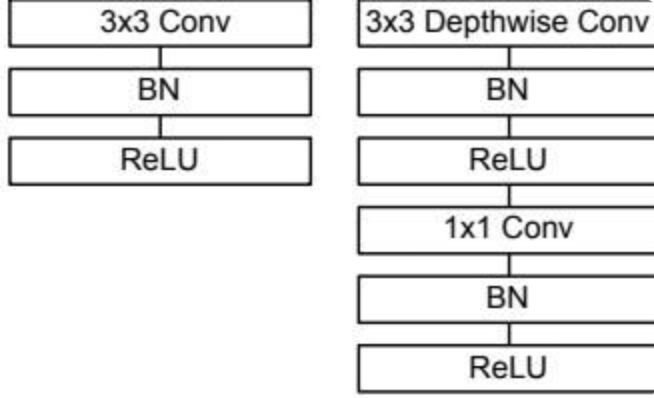 3x3 Conv
BN
ReLU
3x3 Depthwise Conv
BN
ReLU
1x1 Conv
BN
ReLU